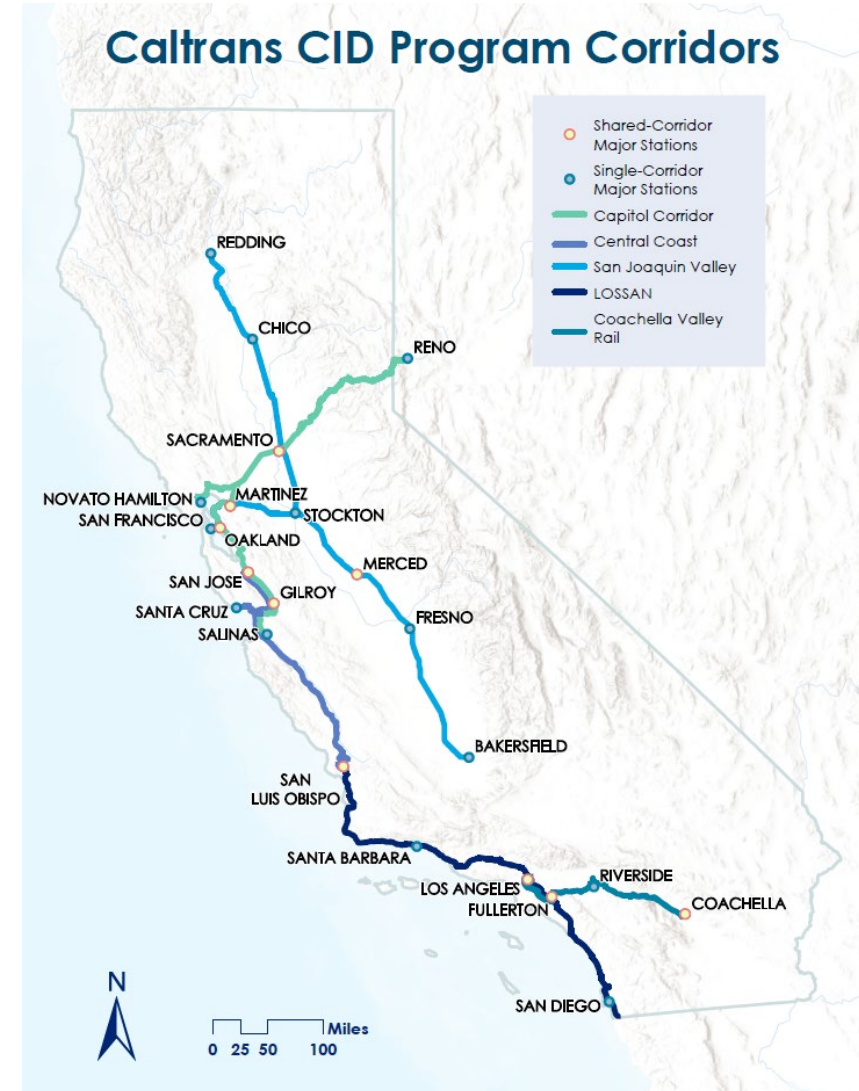 Caltrans CID Program Corridors
Shared-Corridor
Major Stations
Single-Corridor
Major Stations
Capitol Corridor
Central Coast
San Joaquin Valley
LOSSAN
Coachella Valley
Rail
REDDING
CHICO
RENO
SACRAMENTO
NOVATO HAMILTON
MARTINEZ
SAN FRANCISCO
STOCKTON
OAKLAND
MERCED
SAN JOSE
GILROY
SANTA CRUZ
FRESNO
SALINAS
BAKERSFIELD
SAN
LUIS OBISPO
SANTA BARBARA
RIVERSIDE
LOS ANGELES
COACHELLA
FULLERTON
SAN DIEGO
N
Miles
0 25 50 100